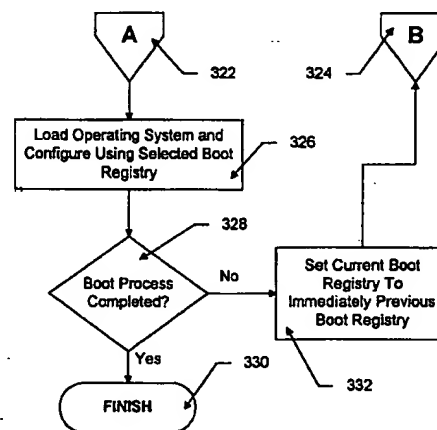 A
B
322
324
Load Operating System and
Configure Using Selected Boot
Registry
326
328
Boot Process
Completed?
No
Set Current Boot
Registry To
Immediately Previous
Boot Registry
Yes
330
332
FINISH